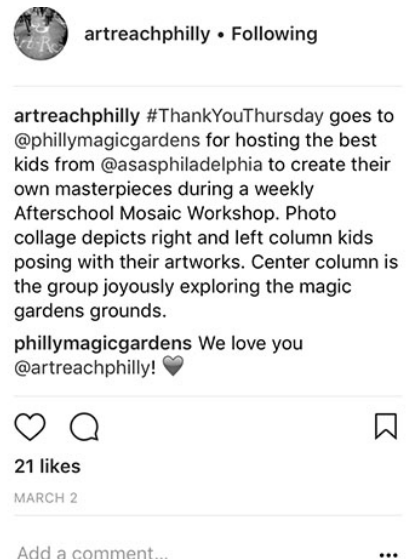 artreachphilly • Following
artreachphilly #ThankYouThursday goes to
@phillymagicgardens for hosting the best
kids from @asasphiladelphia to create their
own masterpieces during a weekly
Afterschool Mosaic Workshop. Photo
collage depicts right and left column kids
posing with their artworks. Center column is
the group joyously exploring the magic
gardens grounds.
phillymagicgardens We love you
@artreachphilly! 🖤
21 likes
MARCH 2
Add a comment...